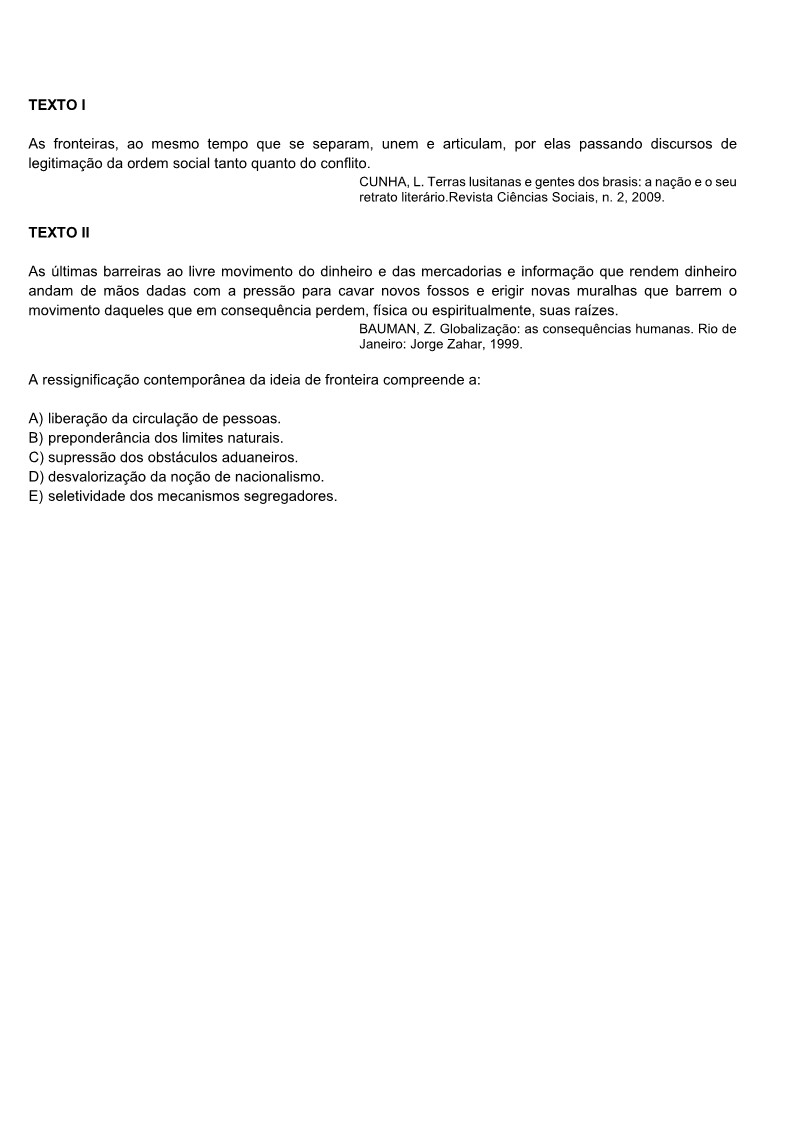 TEXTO I
As fronteiras, ao mesmo tempo que se separam, unem e articulam, por elas passando discursos de
legitimação da ordem social tanto quanto do conflito.
CUNHA, L. Terras lusitanas e gentes dos brasis: a nação e o seu
retrato literário.Revista Ciências Sociais, n. 2, 2009.
TEXTO II
As últimas barreiras ao livre movimento do dinheiro e das mercadorias e informação que rendem dinheiro
andam de mãos dadas com a pressão para cavar novos fossos e erigir novas muralhas que barrem o
movimento daqueles que em consequência perdem, física ou espiritualmente, suas raízes.
BAUMAN, Z. Globalização: as consequências humanas. Rio de
Janeiro: Jorge Zahar, 1999.
A ressignificação contemporânea da ideia de fronteira compreende a:
A) liberação da circulação de pessoas.
B) preponderância dos limites naturais.
C) supressão dos obstáculos aduaneiros.
D) desvalorização da noção de nacionalismo.
E) seletividade dos mecanismos segregadores.